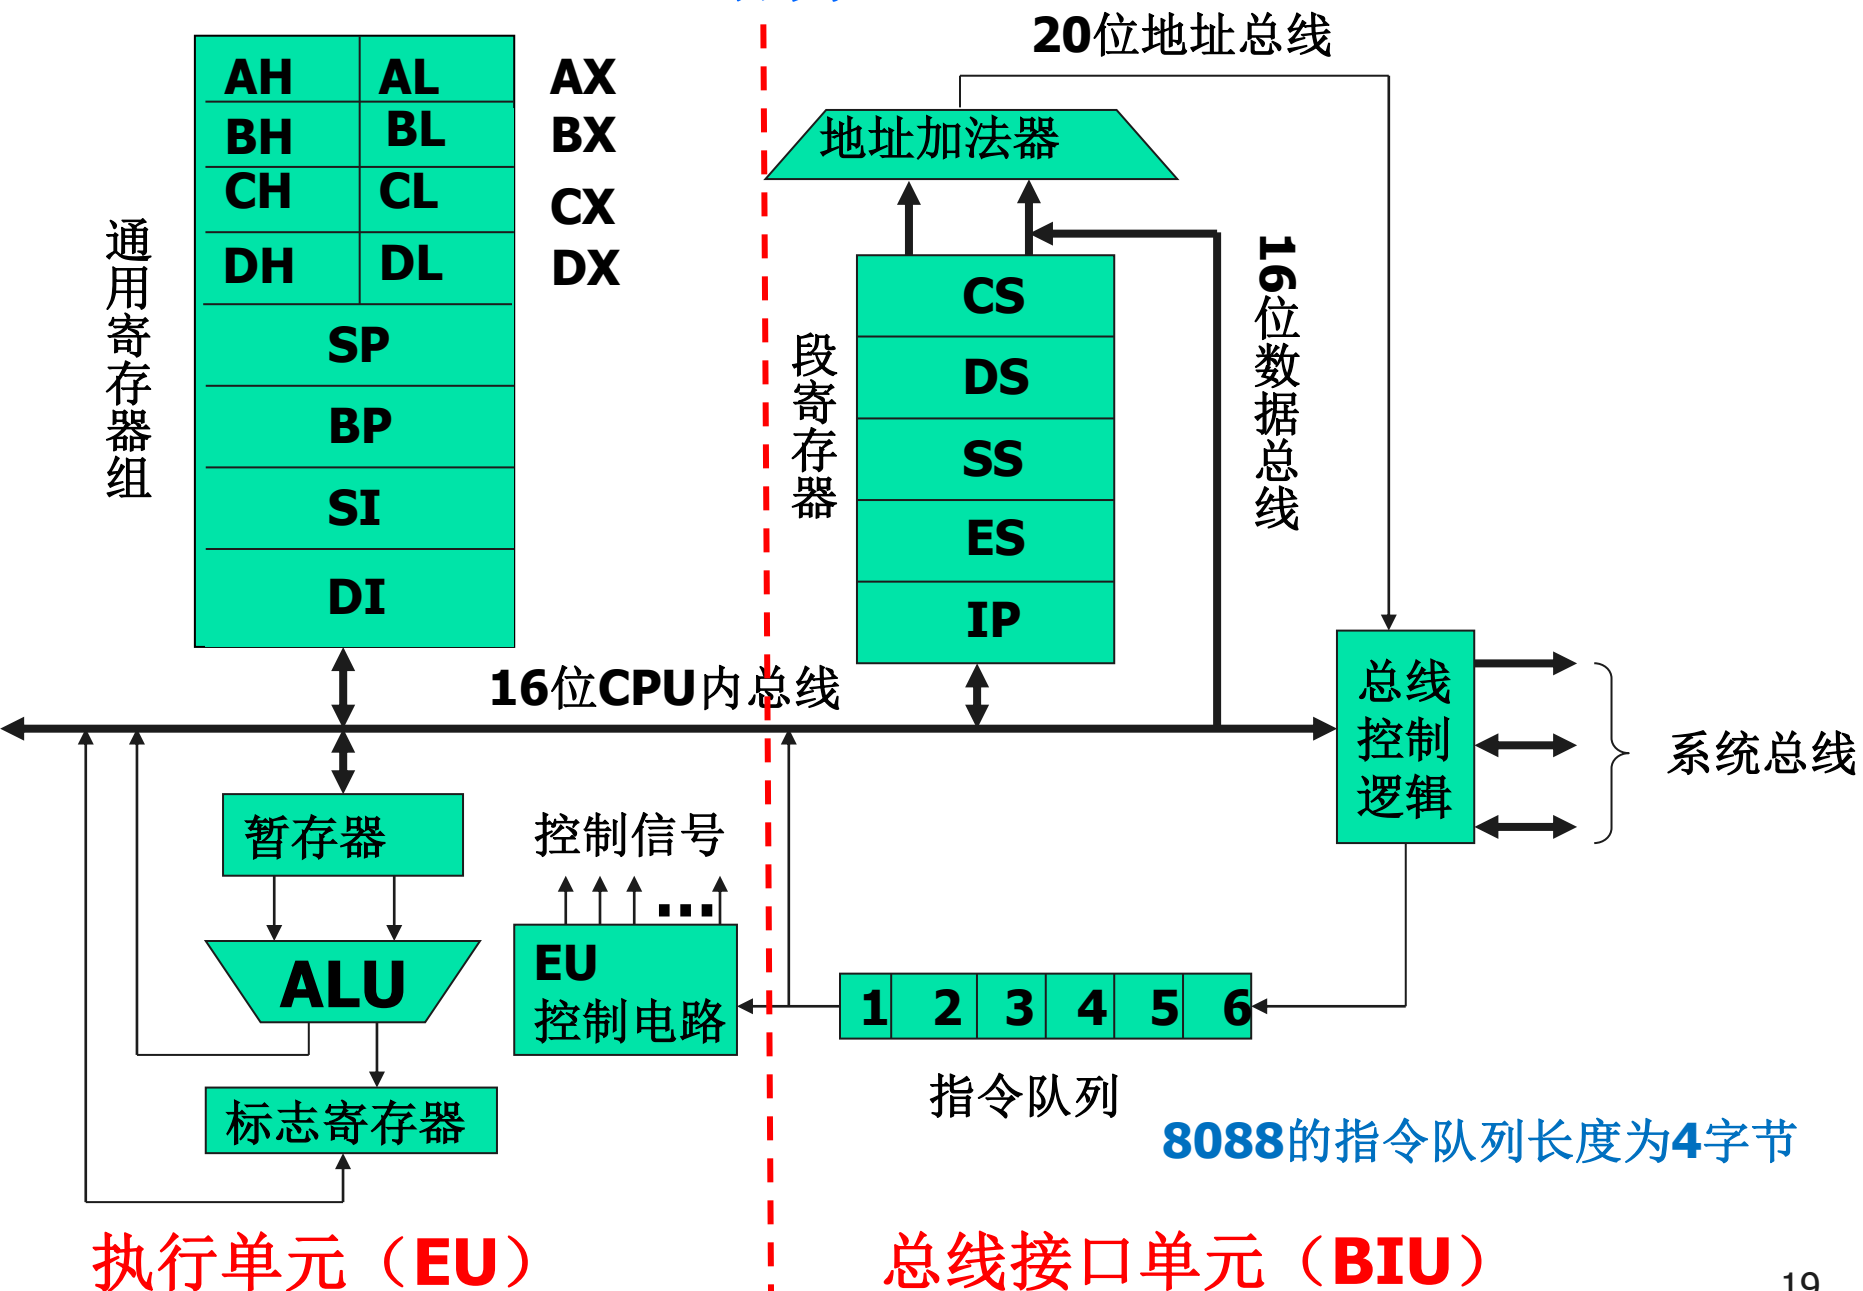 20位地址总线
AH AL AX
BH BL BX
CH CL CX
DH DL DX
SP
BP
SI
DI
通用寄存器组
地址加法器
段寄存器
CS
DS
SS
ES
IP
16位数据总线
16位CPU内总线
总线
控制
逻辑
系统总线
暂存器
控制信号
...
ALU
EU
控制电路
1 2 3 4 5 6
指令队列
标志寄存器
8088的指令队列长度为4字节
执行单元（EU）
总线接口单元（BIU）
19